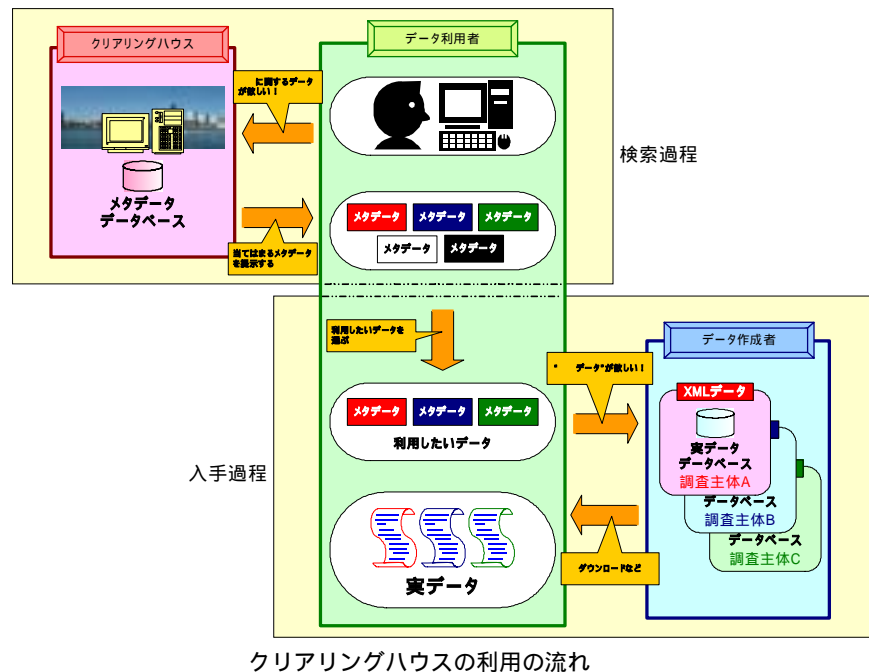 クリアリングハウス
データ利用者
に関するデータ
が欲しい！
メタデータ
データベース
当てはまるメタデータ
を提示する
メタデータ
メタデータ
メタデータ
メタデータ
メタデータ
検索過程
利用したいデータを
選ぶ
データ作成者
" データ"が欲しい！
メタデータ
メタデータ
メタデータ
利用したいデータ
XMLデータ
実データ
データベース
調査主体A
データベース
調査主体B
データベース
調査主体C
入手過程
実データ
ダウンロードなど
クリアリングハウスの利用の流れ